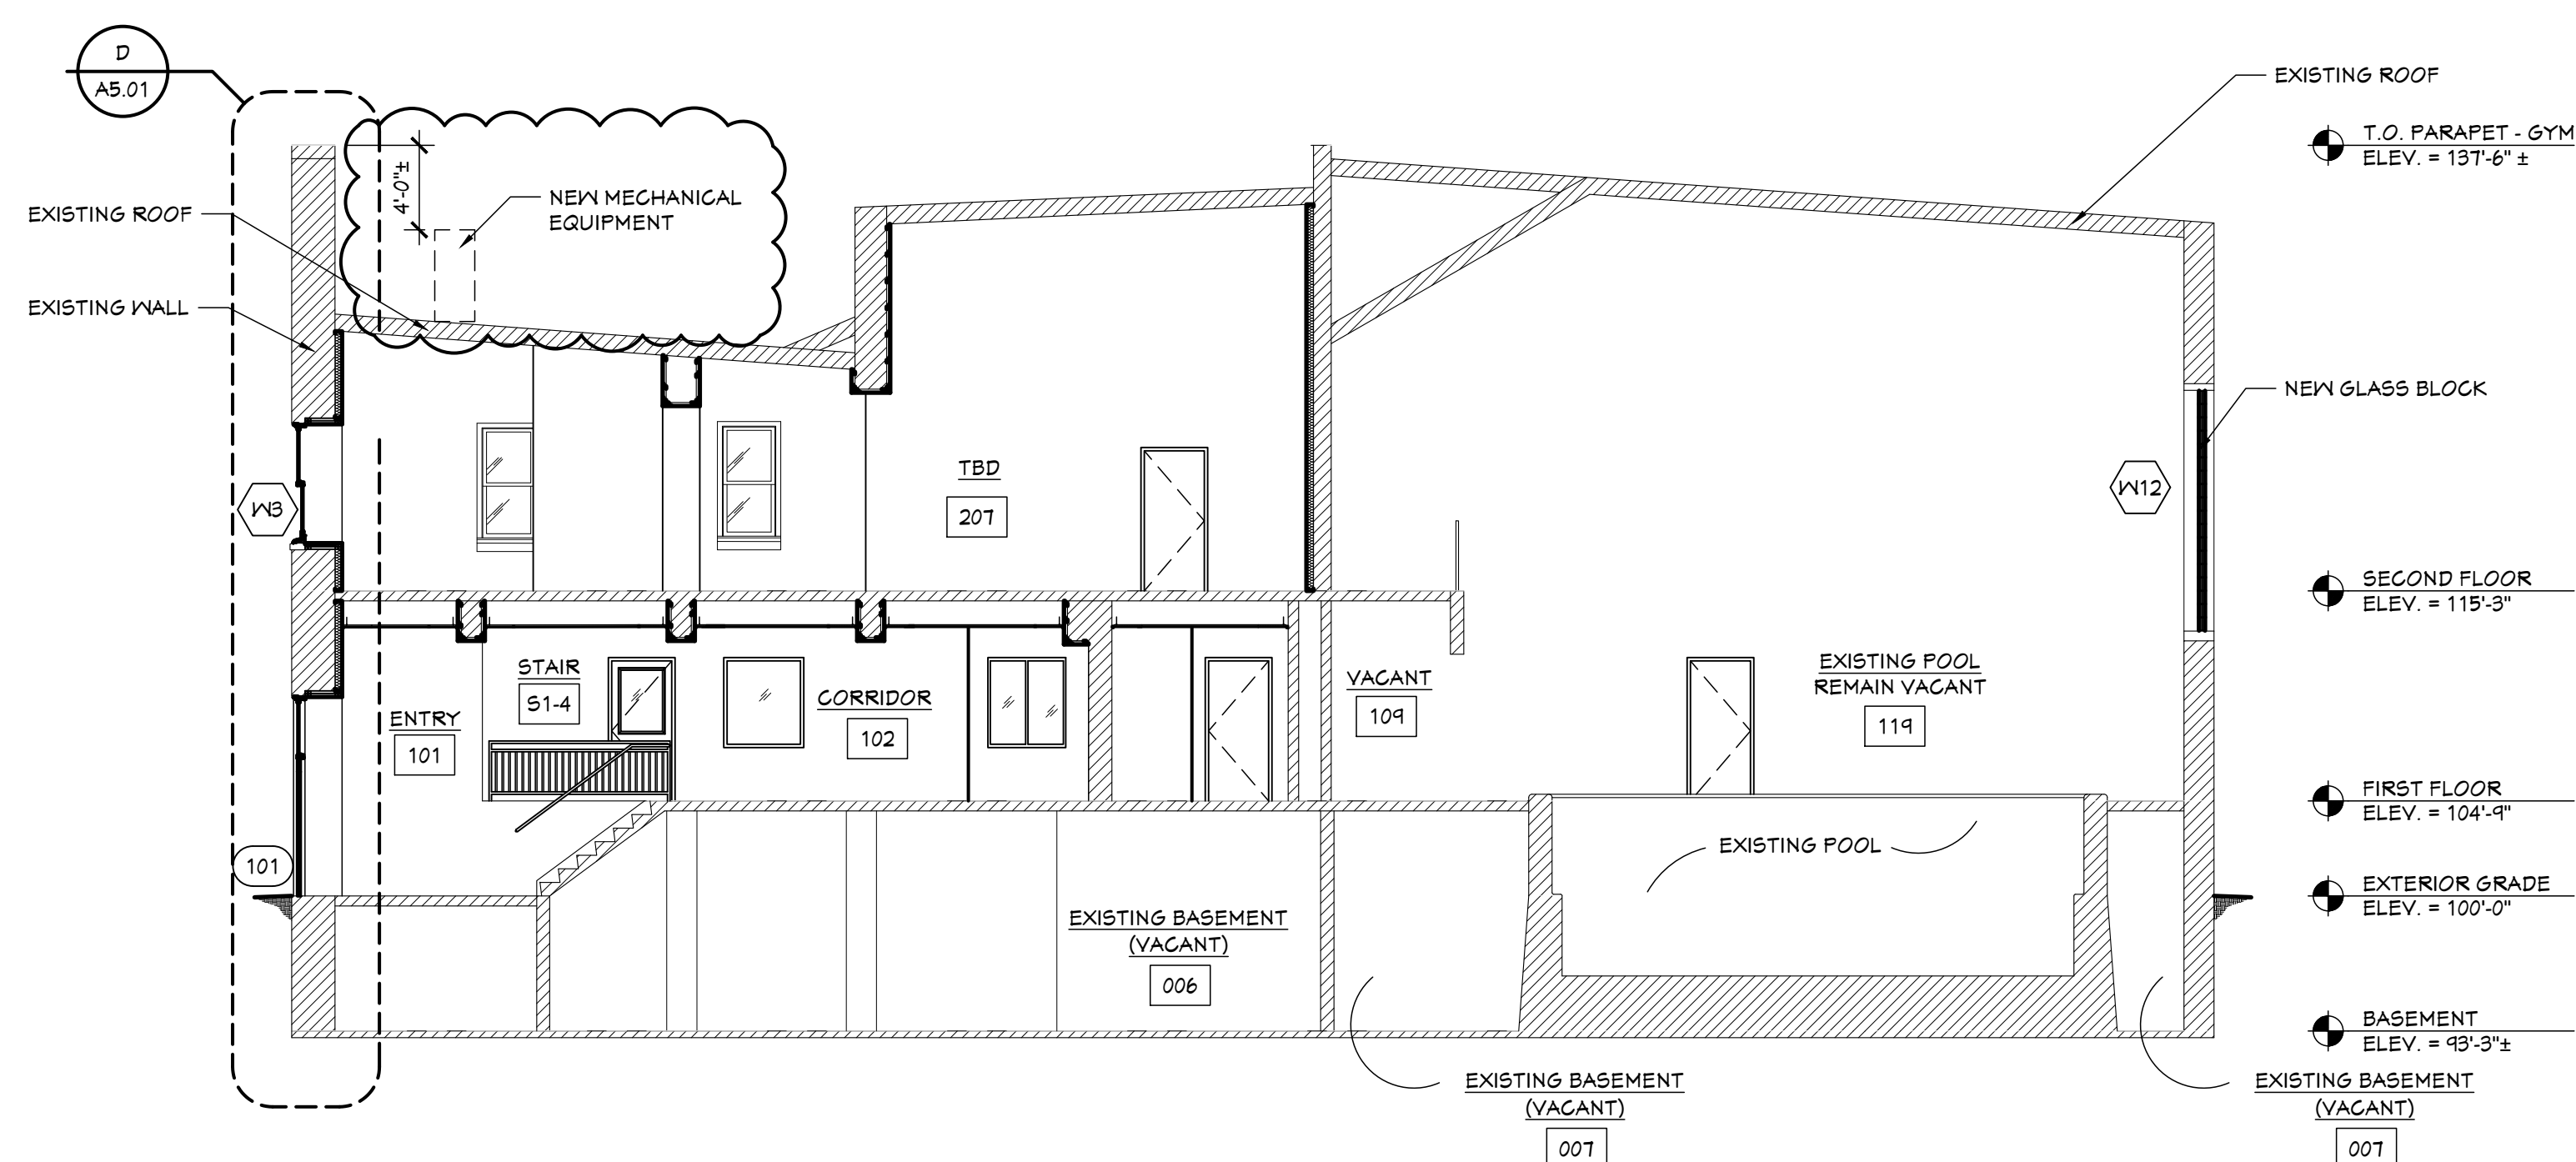 D
A5.01
EXISTING ROOF
T.O. PARAPET - GYM
ELEV. = 137'-6" ±
4'-0"±
NEW MECHANICAL
EQUIPMENT
EXISTING ROOF
EXISTING WALL
NEW GLASS BLOCK
TBD
207
W3
W12
SECOND FLOOR
ELEV. = 115'-3"
STAIR
S1-4
CORRIDOR
102
ENTRY
101
VACANT
109
EXISTING POOL
REMAIN VACANT
119
FIRST FLOOR
ELEV. = 104'-9"
EXISTING POOL
101
EXTERIOR GRADE
ELEV. = 100'-0"
EXISTING BASEMENT
(VACANT)
006
BASEMENT
ELEV. = 93'-3"±
EXISTING BASEMENT
(VACANT)
007
EXISTING BASEMENT
(VACANT)
007